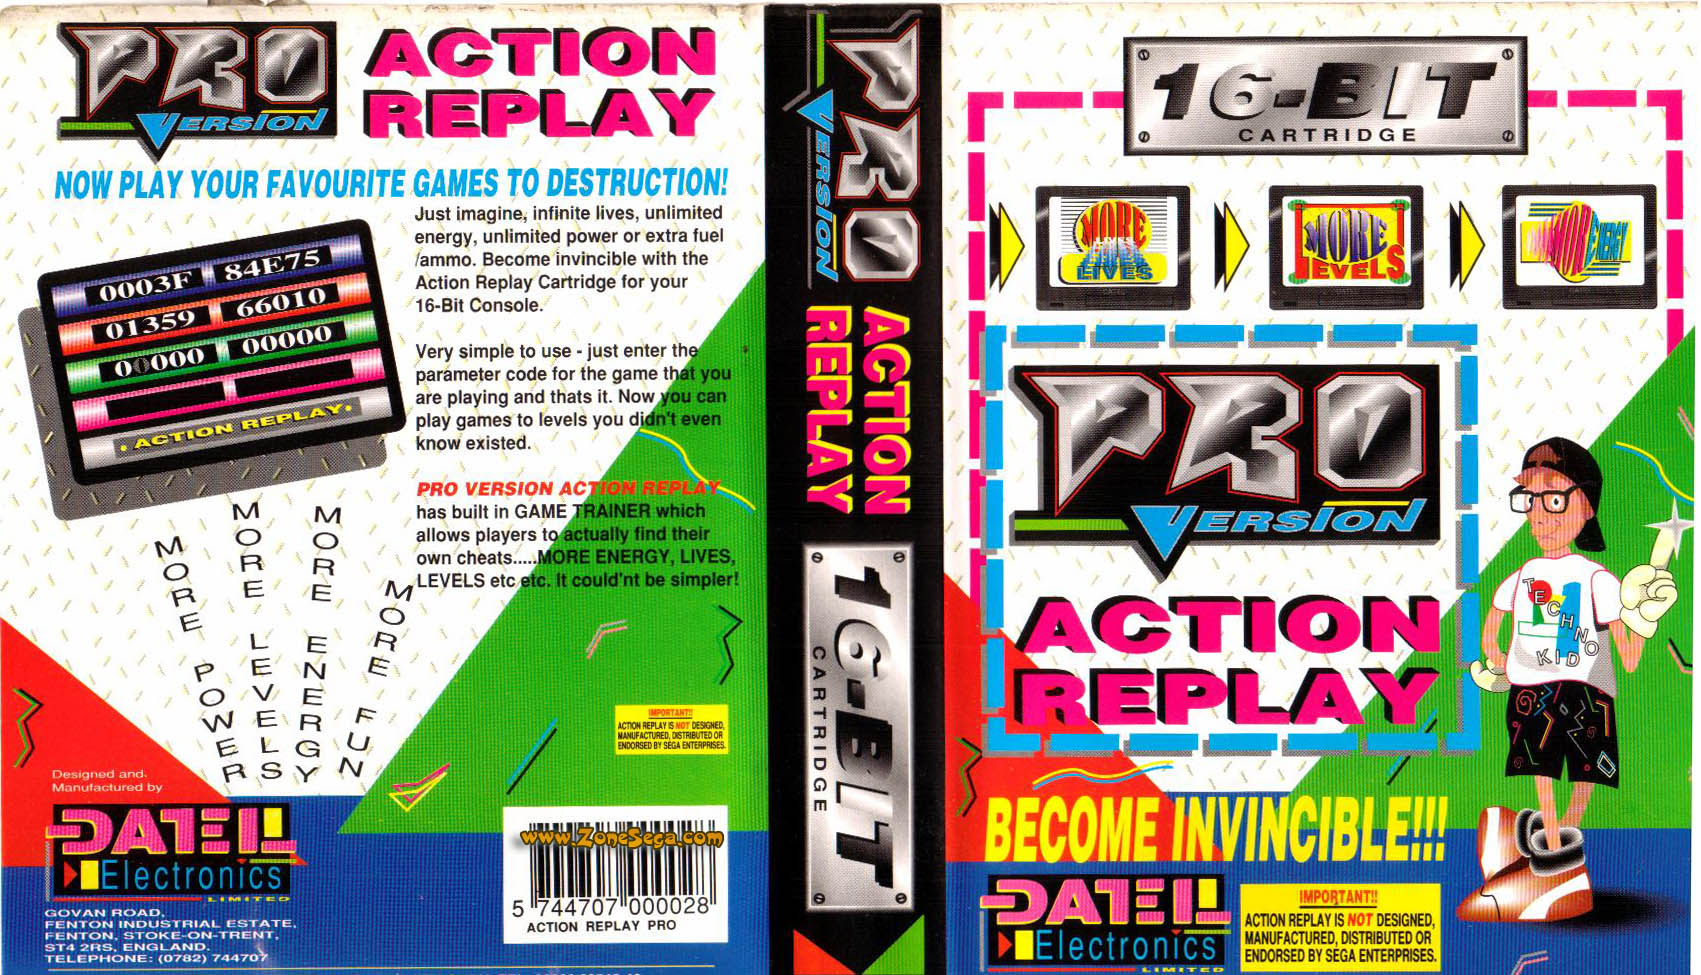 PRO
VERSION
ACTION
REPLAY
NOW PLAY YOUR FAVOURITE GAMES TO DESTRUCTION!
0003F 84E75
01359 66010
00000 00000
• ACTION REPLAY •
Just imagine, infinite lives, unlimited
energy, unlimited power or extra fuel
/ammo. Become invincible with the
Action Replay Cartridge for your
16-Bit Console.
Very simple to use - just enter the
parameter code for the game that you
are playing and thats it. Now you can
play games to levels you didn't even
know existed.
PRO VERSION ACTION REPLAY
has built in GAME TRAINER which
allows players to actually find their
own cheats.....MORE ENERGY, LIVES,
LEVELS etc etc. It could'nt be simpler!
MORE POWER
MORE LEVELS
MORE ENERGY
MORE FUN
IMPORTANT!!
ACTION REPLAY IS NOT DESIGNED,
MANUFACTURED, DISTRIBUTED OR
ENDORSED BY SEGA ENTERPRISES.
Designed and
Manufactured by
DATEL
Electronics
LIMITED
GOVAN ROAD,
FENTON INDUSTRIAL ESTATE,
FENTON, STOKE-ON-TRENT,
ST4 2RS, ENGLAND.
TELEPHONE: (0782) 744707
www.ZoneSega.com
5 744707 000028
ACTION REPLAY PRO
PRO
VERSION
ACTION
REPLAY
16-BIT
CARTRIDGE
16-BIT
CARTRIDGE
MORE
LIVES
MORE
LEVELS
MORE
ENERGY
PRO
VERSION
ACTION
REPLAY
TECHNO
KID
BECOME INVINCIBLE!!!
DATEL
Electronics
LIMITED
IMPORTANT!!
ACTION REPLAY IS NOT DESIGNED,
MANUFACTURED, DISTRIBUTED OR
ENDORSED BY SEGA ENTERPRISES.